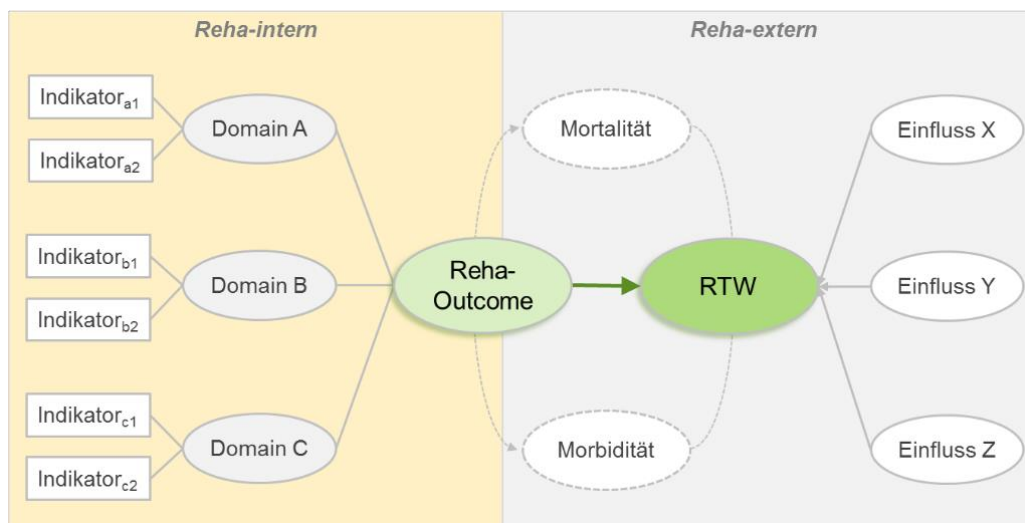 Reha-intern
Reha-extern
Indikatora1
Indikatora2
Domain A
Mortalität
Einfluss X
Indikatorb1
Indikatorb2
Domain B
Reha-
Outcome
RTW
Einfluss Y
Indikatorc1
Indikatorc2
Domain C
Morbidität
Einfluss Z